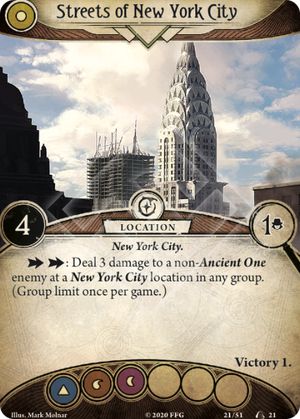 Streets of New York City
4
LOCATION
1
New York City.
: Deal 3 damage to a non-Ancient One
enemy at a New York City location in any group.
(Group limit once per game.)
Victory 1.
Illus. Mark Molnar
© 2020 FFG
21/51
21